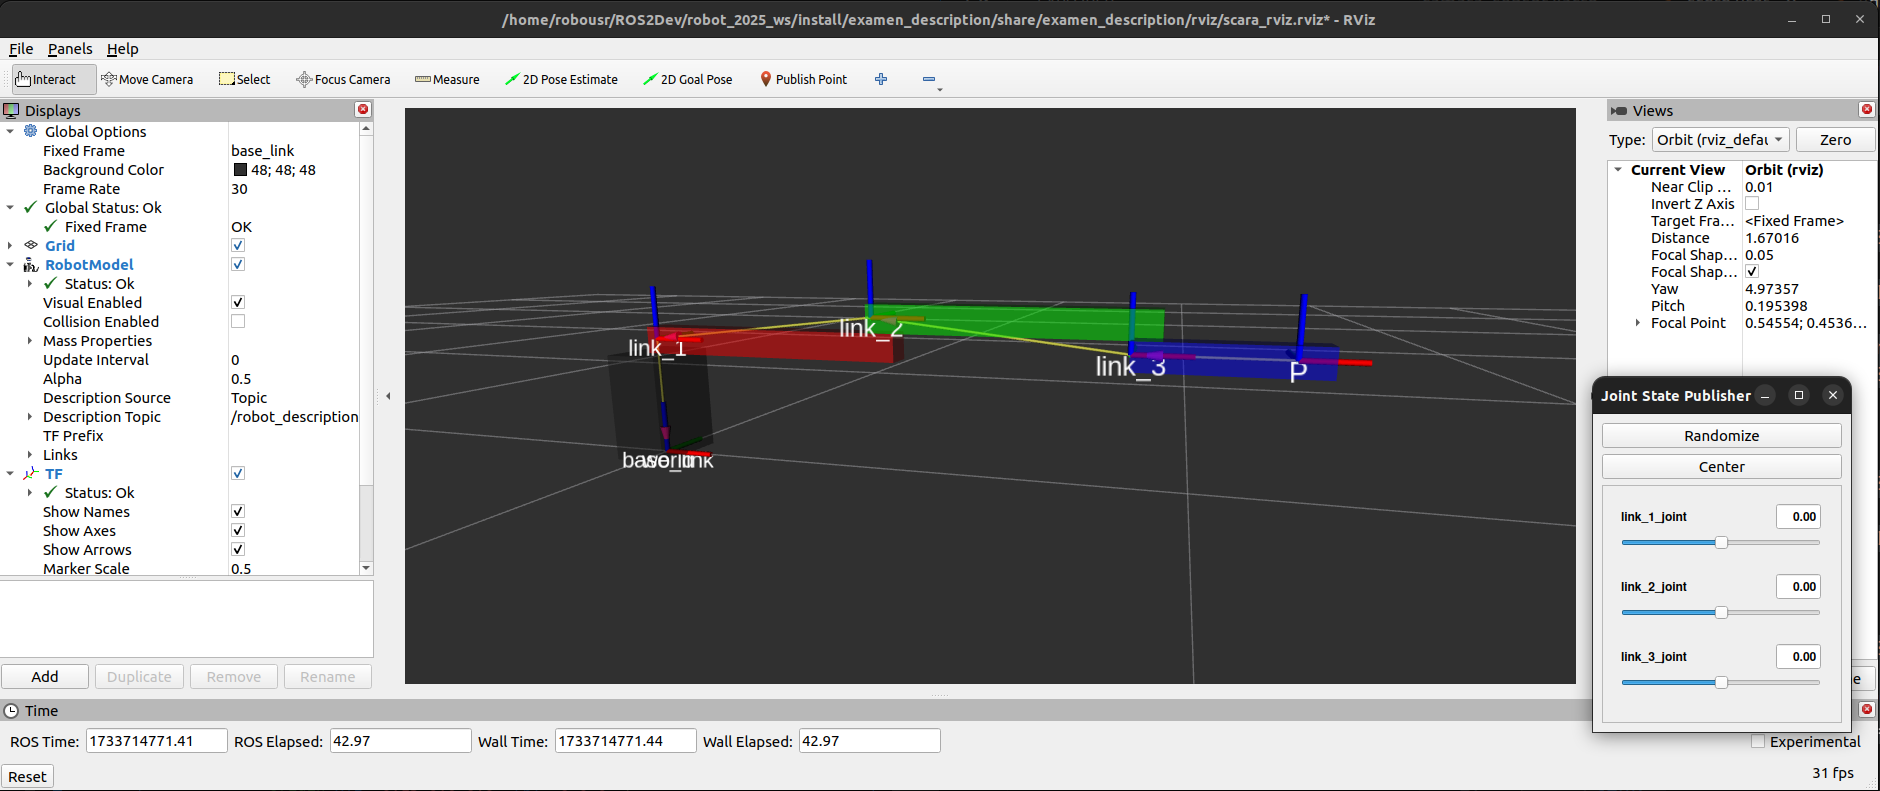 /home/robousr/ROS2Dev/robot_2025_ws/install/examen_description/share/examen_description/rviz/scara_rviz.rviz* - RViz
File Panels Help
Interact Move Camera Select Focus Camera Measure 2D Pose Estimate 2D Goal Pose Publish Point
Displays
Global Options
Fixed Frame base_link
Background Color 48; 48; 48
Frame Rate 30
Global Status: Ok
Fixed Frame OK
Grid
RobotModel
Status: Ok
Visual Enabled
Collision Enabled
Mass Properties
Update Interval 0
Alpha 0.5
Description Source Topic
Description Topic /robot_description
TF Prefix
Links
TF
Status: Ok
Show Names
Show Axes
Show Arrows
Marker Scale 0.5
Add Duplicate Remove Rename
link_1
link_2
link_3
P
Views
Type: Orbit (rviz_defau Zero
Current View Orbit (rviz)
Near Clip ... 0.01
Invert Z Axis
Target Fra... <Fixed Frame>
Distance 1.67016
Focal Shap... 0.05
Focal Shap...
Yaw 4.97357
Pitch 0.195398
Focal Point 0.54554; 0.4536...
Joint State Publisher
Randomize
Center
link_1_joint 0.00
link_2_joint 0.00
link_3_joint 0.00
Time
ROS Time: 1733714771.41 ROS Elapsed: 42.97 Wall Time: 1733714771.44 Wall Elapsed: 42.97
Experimental
Reset
31 fps